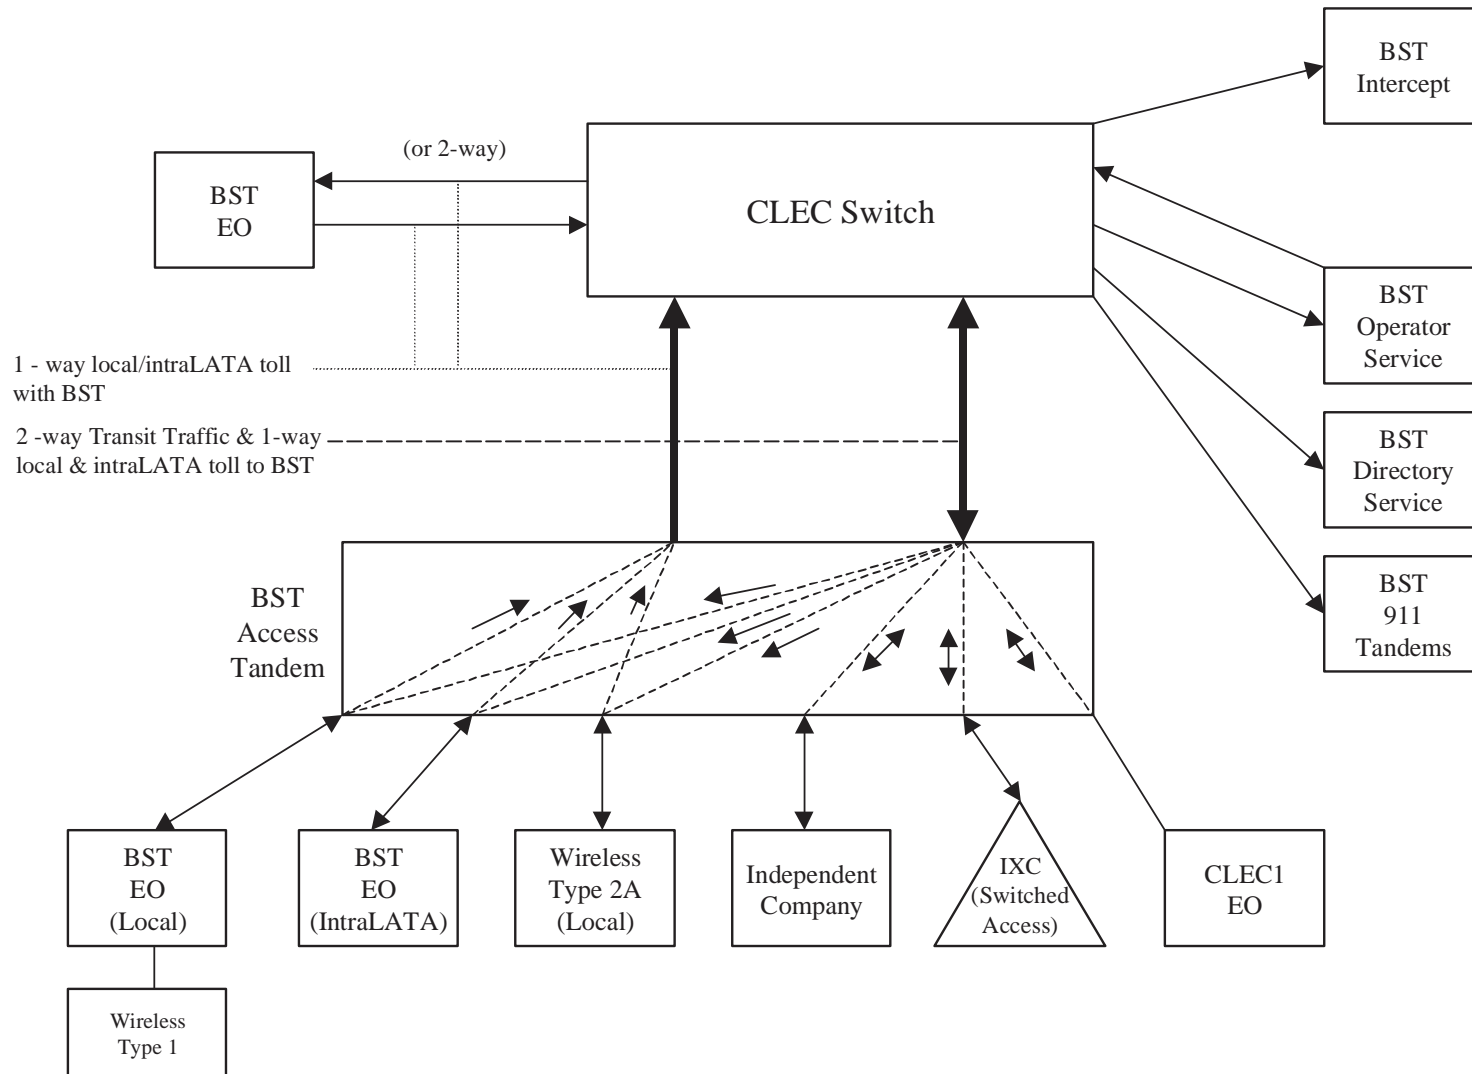 BST
Intercept
(or 2-way)
BST
EO
CLEC Switch
BST
Operator
Service
1 - way local/intraLATA toll
with BST
2 -way Transit Traffic & 1-way
local & intraLATA toll to BST
BST
Directory
Service
BST
911
Tandems
BST
Access
Tandem
BST
EO
(Local)
BST
EO
(IntraLATA)
Wireless
Type 2A
(Local)
Independent
Company
IXC
(Switched
Access)
CLEC1
EO
Wireless
Type 1